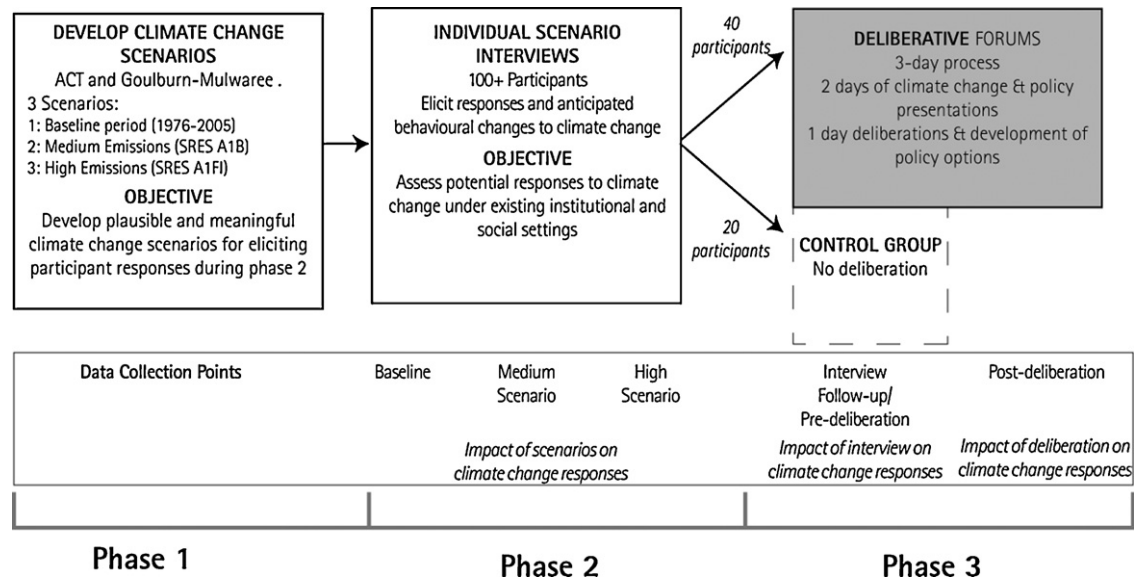 DEVELOP CLIMATE CHANGE
SCENARIOS
ACT and Goulburn-Mulwaree .
3 Scenarios:
1: Baseline period (1976-2005)
2: Medium Emissions (SRES A1B)
3: High Emissions (SRES A1FI)
OBJECTIVE
Develop plausible and meaningful
climate change scenarios for eliciting
participant responses during phase 2
INDIVIDUAL SCENARIO
INTERVIEWS
100+ Participants
Elicit responses and anticipated
behavioural changes to climate change
OBJECTIVE
Assess potential responses to climate
change under existing institutional and
social settings
40
participants
20
participants
DELIBERATIVE FORUMS
3-day process
2 days of climate change & policy
presentations
1 day deliberations & development of
policy options
CONTROL GROUP
No deliberation
Data Collection Points
Baseline
Medium
Scenario
High
Scenario
Impact of scenarios on
climate change responses
Interview
Follow-up/
Pre-deliberation
Impact of interview on
climate change responses
Post-deliberation
Impact of deliberation on
climate change responses
Phase 1
Phase 2
Phase 3